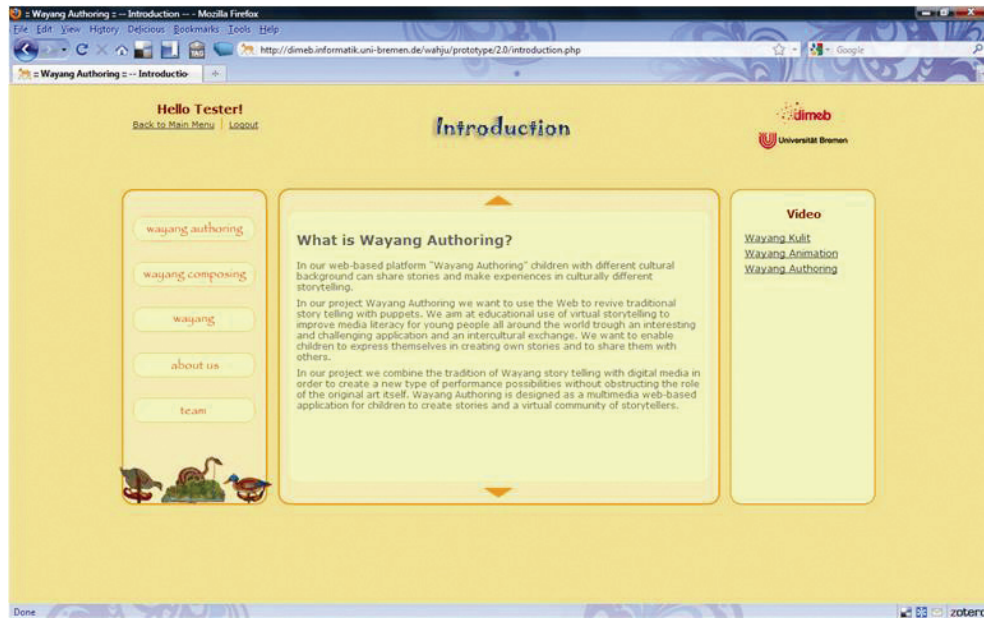 :: Wayang Authoring :: -- Introduction -- - Mozilla Firefox
File Edit View History Delicious Bookmarks Tools Help
TAG http://dimeb.informatik.uni-bremen.de/wahju/prototype/2.0/introduction.php Google
:: Wayang Authoring :: -- Introductio
Hello Tester!
Back to Main Menu | Logout
Introduction
dimeb
Universität Bremen
wayang authoring
wayang composing
wayang
about us
team
What is Wayang Authoring?
In our web-based platform "Wayang Authoring" children with different cultural
background can share stories and make experiences in culturally different
storytelling.
In our project Wayang Authoring we want to use the Web to revive traditional
story telling with puppets. We aim at educational use of virtual storytelling to
improve media literacy for young people all around the world trough an interesting
and challenging application and an intercultural exchange. We want to enable
children to express themselves in creating own stories and to share them with
others.
In our project we combine the tradition of Wayang story telling with digital media in
order to create a new type of performance possibilities without obstructing the role
of the original art itself. Wayang Authoring is designed as a multimedia web-based
application for children to create stories and a virtual community of storytellers.
Video
Wayang Kulit
Wayang Animation
Wayang Authoring
Done
zotero